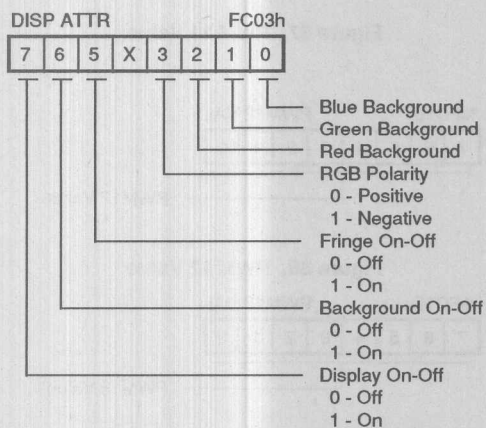 DISP ATTR FC03h
7 6 5 X 3 2 1 0
Blue Background
Green Background
Red Background
RGB Polarity
0 - Positive
1 - Negative
Fringe On-Off
0 - Off
1 - On
Background On-Off
0 - Off
1 - On
Display On-Off
0 - Off
1 - On